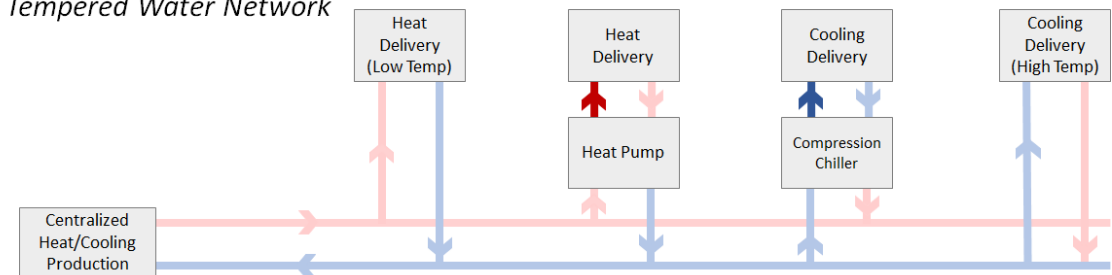 Tempered Water Network
Heat
Delivery
(Low Temp)
Heat
Delivery
Cooling
Delivery
Cooling
Delivery
(High Temp)
Heat Pump
Compression
Chiller
Centralized
Heat/Cooling
Production